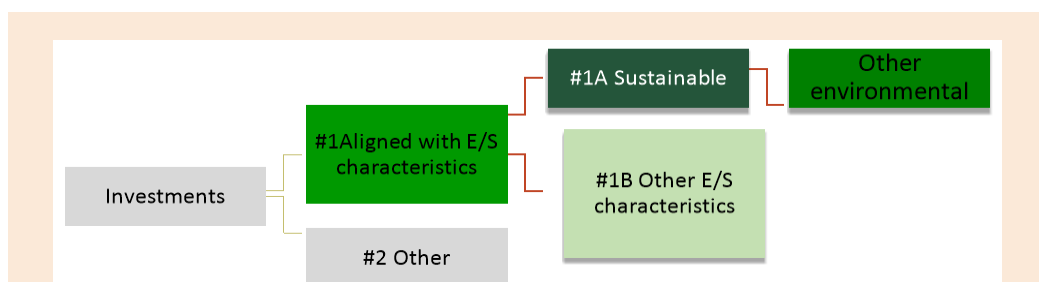 Investments
#1Aligned with E/S
characteristics
#2 Other
#1A Sustainable
#1B Other E/S
characteristics
Other
environmental